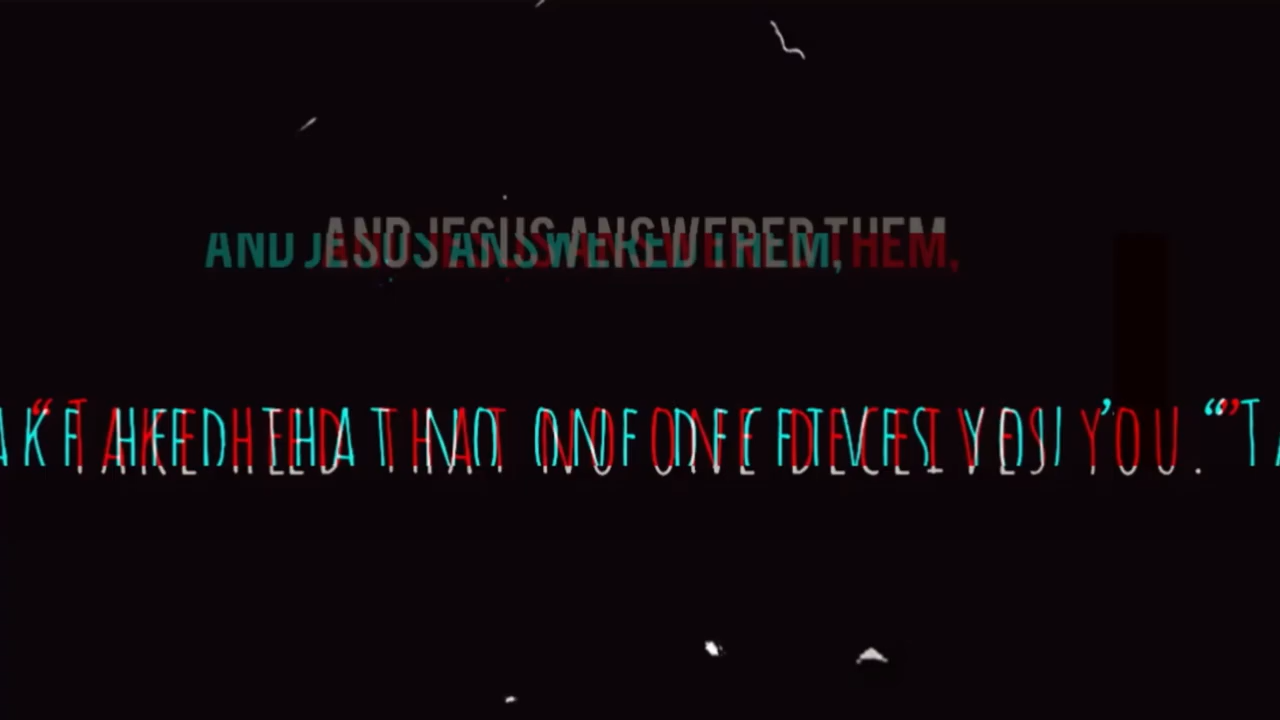 AND JESUS ANSWERED THEM,
“TAKE HEED THAT NO ONE DECEIVES YOU.”